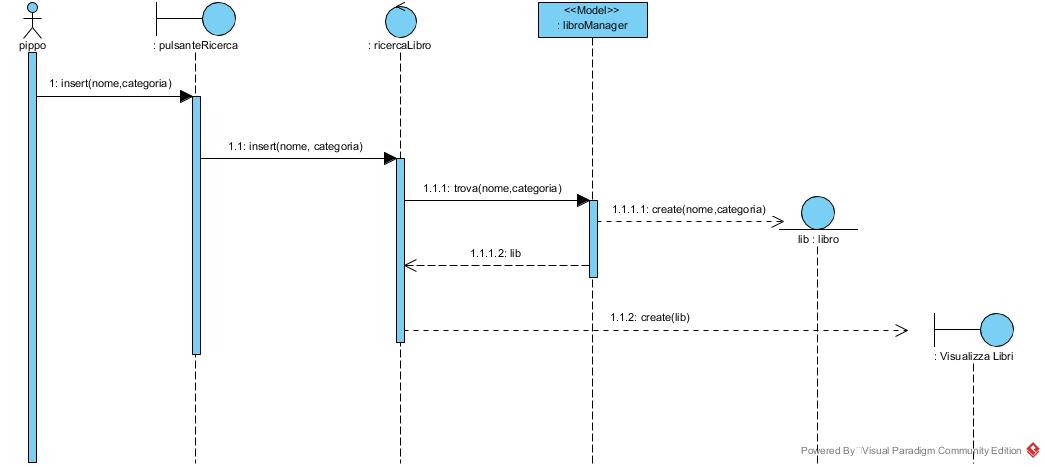 <<Model>>
: libroManager
pippo
: pulsanteRicerca
: ricercaLibro
1: insert(nome,categoria)
1.1: insert(nome, categoria)
1.1.1: trova(nome,categoria)
1.1.1.1: create(nome,categoria)
lib : libro
1.1.1.2: lib
1.1.2: create(lib)
: Visualizza Libri
Powered By Visual Paradigm Community Edition